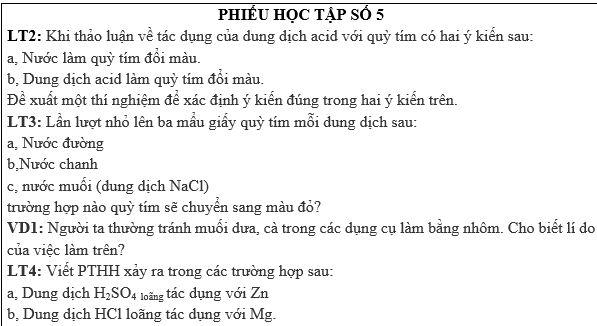 PHIẾU HỌC TẬP SỐ 5
LT2: Khi thảo luận về tác dụng của dung dịch acid với quỳ tím có hai ý kiến sau:
a, Nước làm quỳ tím đổi màu.
b, Dung dịch acid làm quỳ tím đổi màu.
Đề xuất một thí nghiệm để xác định ý kiến đúng trong hai ý kiến trên.
LT3: Lần lượt nhỏ lên ba mẩu giấy quỳ tím mỗi dung dịch sau:
a, Nước đường
b,Nước chanh
c, nước muối (dung dịch NaCl)
trường hợp nào quỳ tím sẽ chuyển sang màu đỏ?
VD1: Người ta thường tránh muối dưa, cà trong các dụng cụ làm bằng nhôm. Cho biết lí do
của việc làm trên?
LT4: Viết PTHH xảy ra trong các trường hợp sau:
a, Dung dịch H₂SO₄ loãng tác dụng với Zn
b, Dung dịch HCl loãng tác dụng với Mg.